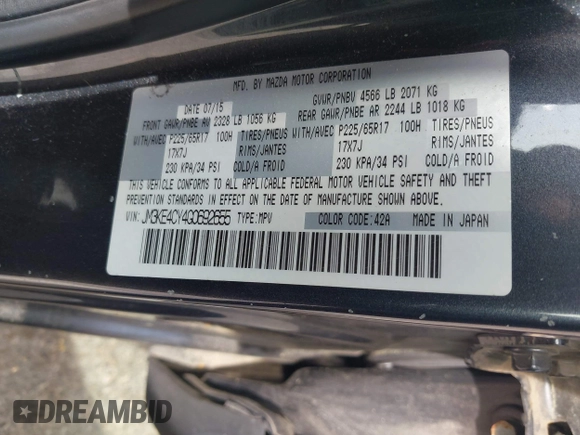 MFD. BY MAZDA MOTOR CORPORATION
DATE 07/15 GVWR/PNBV 4566 LB 2071 KG
FRONT GAWR/PNBE AV 2328 LB 1056 KG REAR GAWR/PNBE AR 2244 LB 1018 KG
WITH/AVEC P225/65R17 100H TIRES/PNEUS WITH/AVEC P225/65R17 100H TIRES/PNEUS
17X7J RIMS/JANTES 17X7J RIMS/JANTES
230 KPA/34 PSI COLD/A FROID 230 KPA/34 PSI COLD/A FROID
THIS VEHICLE CONFORMS TO ALL APPLICABLE FEDERAL MOTOR VEHICLE SAFETY AND THEFT
PREVENTION STANDARDS IN EFFECT ON THE DATE OF MANUFACTURE SHOWN ABOVE.
VIN: JM3KE4CY4G0692655 TYPE: MPV COLOR CODE: 42A MADE IN JAPAN
DREAMBID